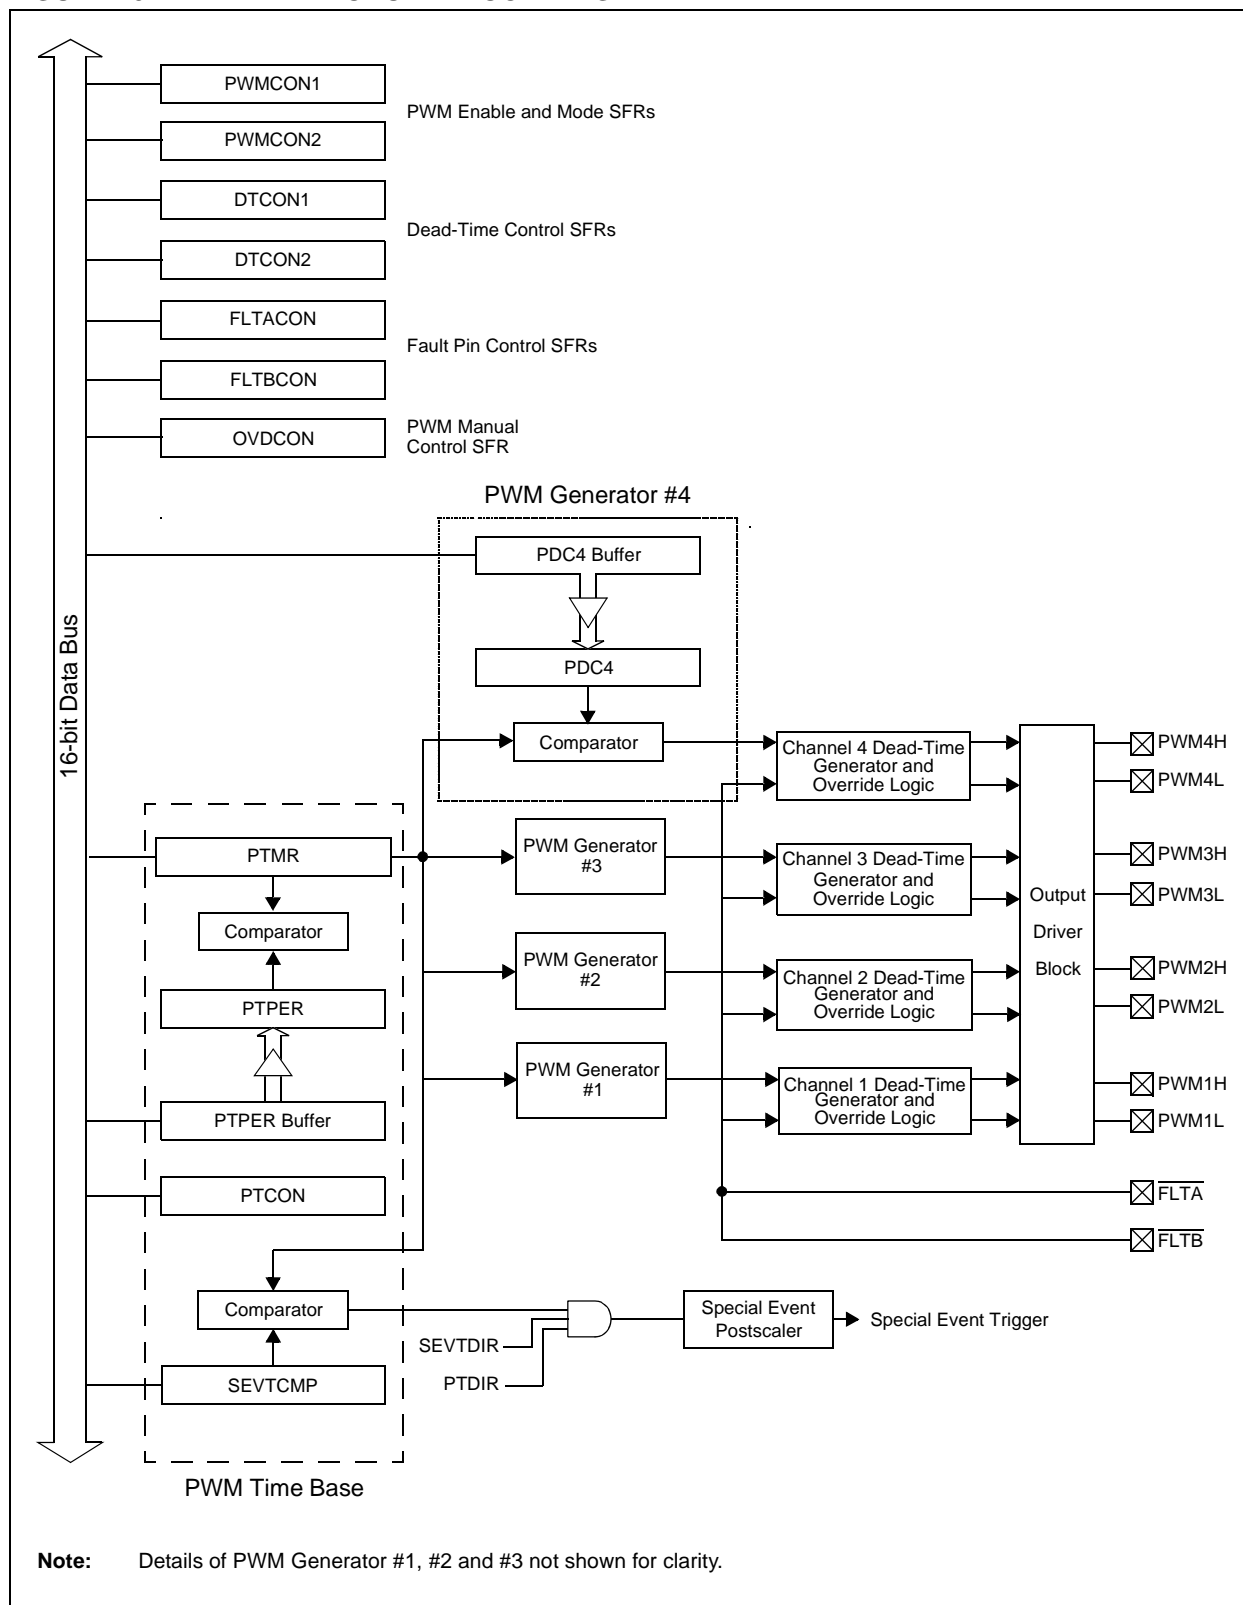 PWMCON1
PWM Enable and Mode SFRs
PWMCON2
DTCON1
Dead-Time Control SFRs
DTCON2
FLTACON
Fault Pin Control SFRs
FLTBCON
OVDCON
PWM Manual
Control SFR
PWM Generator #4
PDC4 Buffer
PDC4
Comparator
16-bit Data Bus
Channel 4 Dead-Time
Generator and
Override Logic
PWM4H
PWM4L
PTMR
PWM Generator
#3
Channel 3 Dead-Time
Generator and
Override Logic
PWM3H
PWM3L
Output
Driver
Block
Comparator
PWM Generator
#2
Channel 2 Dead-Time
Generator and
Override Logic
PWM2H
PWM2L
PTPER
PWM Generator
#1
Channel 1 Dead-Time
Generator and
Override Logic
PWM1H
PWM1L
PTPER Buffer
PTCON
FLTA
FLTB
Comparator
Special Event
Postscaler
Special Event Trigger
SEVTDIR
PTDIR
SEVTCMP
PWM Time Base
Note: Details of PWM Generator #1, #2 and #3 not shown for clarity.